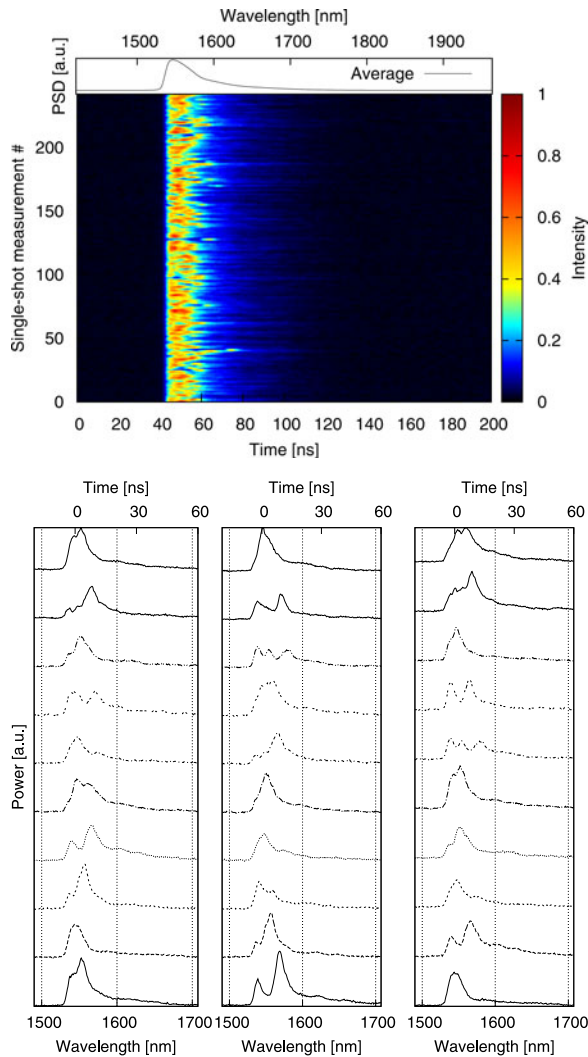 Wavelength [nm]
1500 1600 1700 1800 1900
PSD [a.u.]
Average
Single-shot measurement #
200
150
100
50
0
1
0.8
0.6
0.4
0.2
0
Intensity
0 20 40 60 80 100 120 140 160 180 200
Time [ns]
Time [ns] Time [ns] Time [ns]
0 30 60 0 30 60 0 30 60
Power [a.u.]
1500 1600 1700 1500 1600 1700 1500 1600 1700
Wavelength [nm] Wavelength [nm] Wavelength [nm]